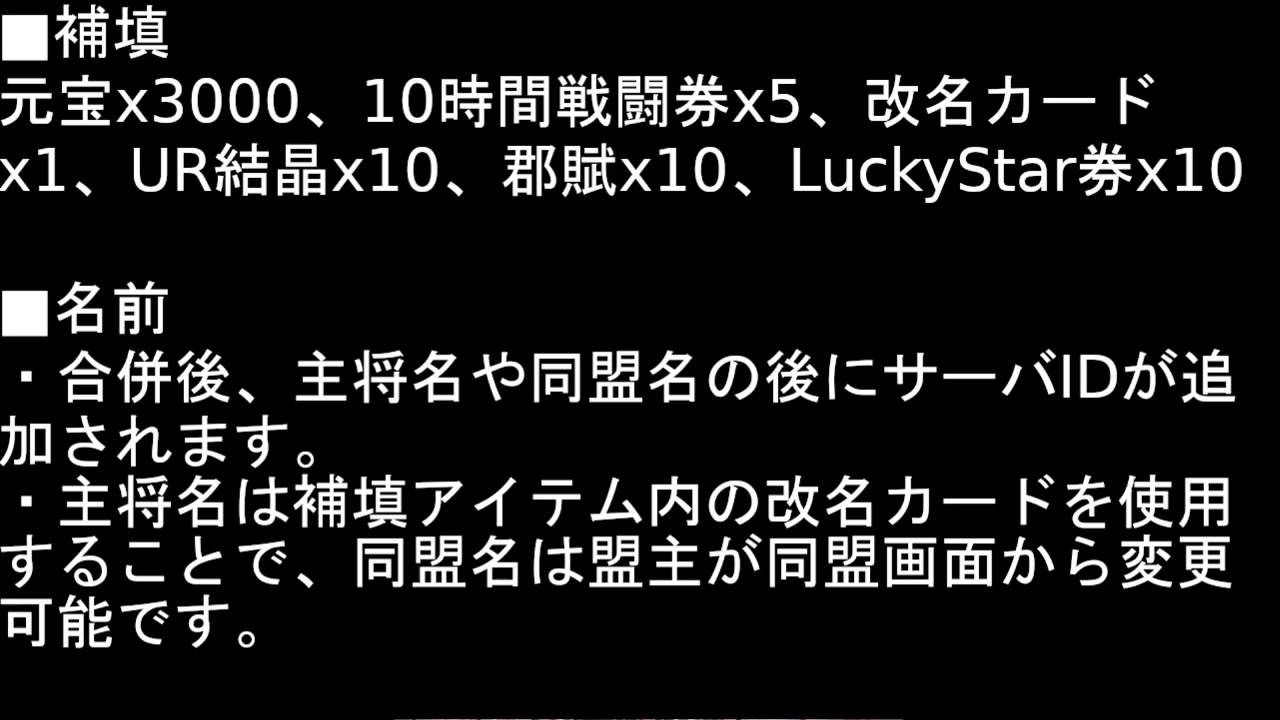 ■補填
元宝x3000、10時間戦闘券x5、改名カード
x1、UR結晶x10、郡賦x10、LuckyStar券x10
■名前
・合併後、主将名や同盟名の後にサーバIDが追
加されます。
・主将名は補填アイテム内の改名カードを使用
することで、同盟名は盟主が同盟画面から変更
可能です。